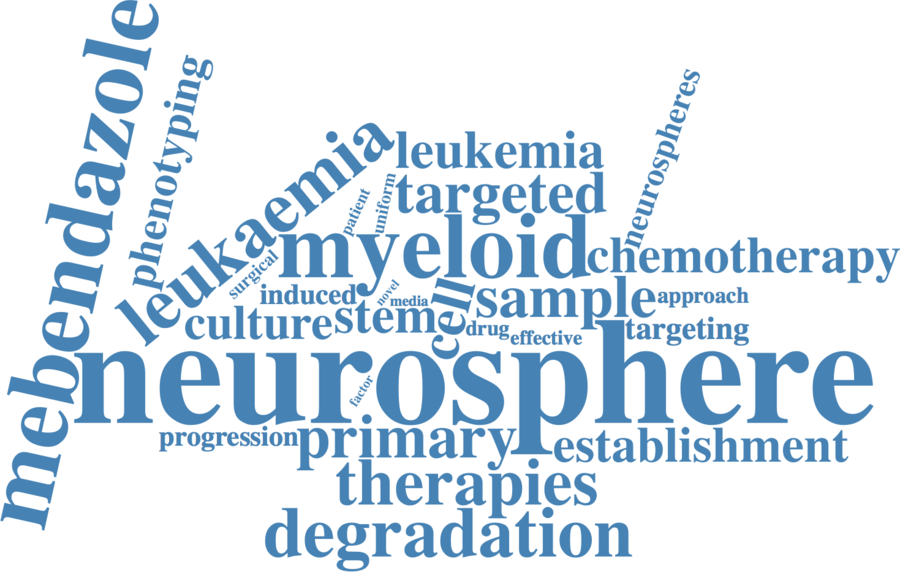 mebendazole
phenotyping
leukaemia
leukemia
neurospheres
patient
uniform
targeted
surgical
myeloid
chemotherapy
induced
novel
media
cell
sample
approach
culture
stem
drug
effective
targeting
neurosphere
factor
progression
primary
establishment
therapies
degradation